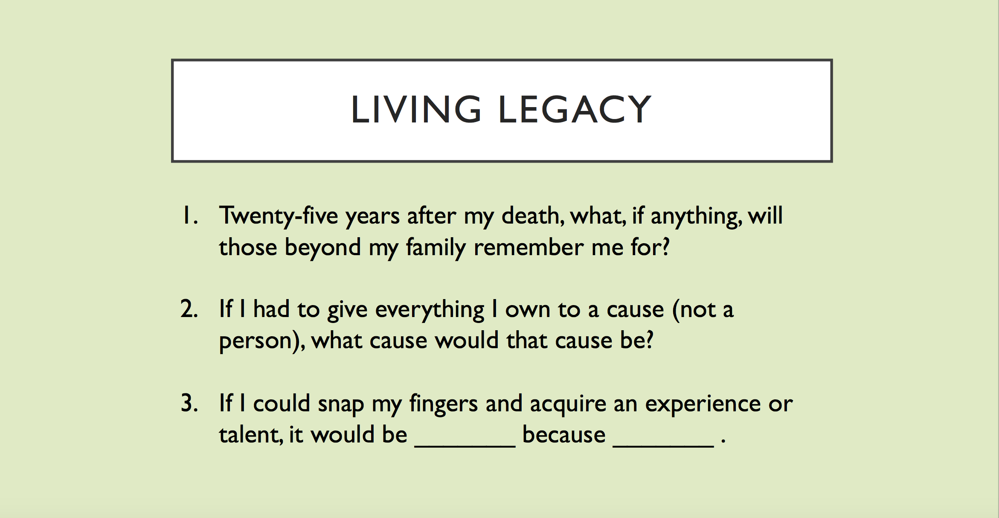 LIVING LEGACY
1. Twenty-five years after my death, what, if anything, will
those beyond my family remember me for?
2. If I had to give everything I own to a cause (not a
person), what cause would that cause be?
3. If I could snap my fingers and acquire an experience or
talent, it would be _______ because _______ .